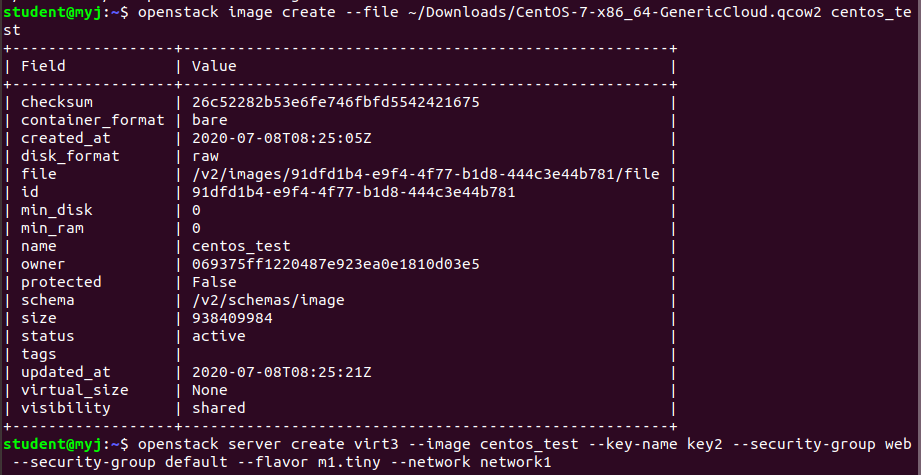 student@myj:~$ openstack image create --file ~/Downloads/CentOS-7-x86_64-GenericCloud.qcow2 centos_te
st
+------------------+------------------------------------------------------+
| Field            | Value                                                |
+------------------+------------------------------------------------------+
| checksum         | 26c52282b53e6fe746fbfd5542421675                     |
| container_format | bare                                                 |
| created_at       | 2020-07-08T08:25:05Z                                 |
| disk_format      | raw                                                  |
| file             | /v2/images/91dfd1b4-e9f4-4f77-b1d8-444c3e44b781/file |
| id               | 91dfd1b4-e9f4-4f77-b1d8-444c3e44b781                 |
| min_disk         | 0                                                    |
| min_ram          | 0                                                    |
| name             | centos_test                                          |
| owner            | 069375ff1220487e923ea0e1810d03e5                     |
| protected        | False                                                |
| schema           | /v2/schemas/image                                    |
| size             | 938409984                                            |
| status           | active                                               |
| tags             |                                                      |
| updated_at       | 2020-07-08T08:25:21Z                                 |
| virtual_size     | None                                                 |
| visibility       | shared                                               |
+------------------+------------------------------------------------------+
student@myj:~$ openstack server create virt3 --image centos_test --key-name key2 --security-group web
 --security-group default --flavor m1.tiny --network network1